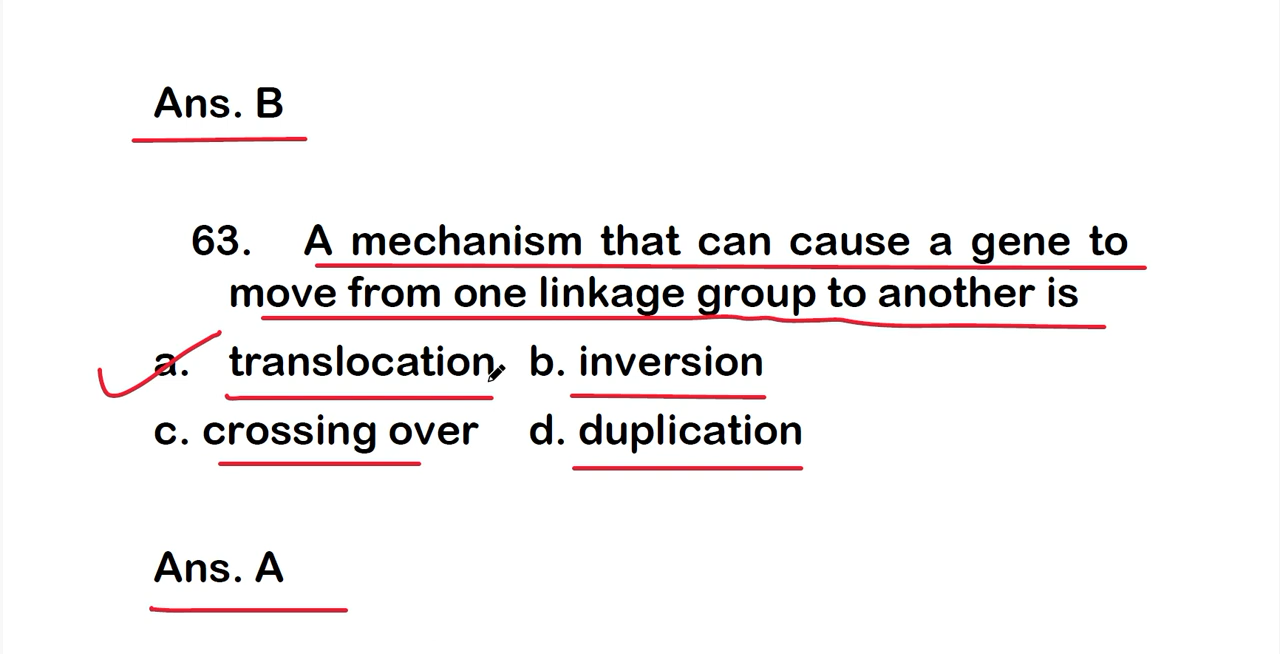 Ans. B
63. A mechanism that can cause a gene to
move from one linkage group to another is
a. translocation b. inversion
c. crossing over d. duplication
Ans. A